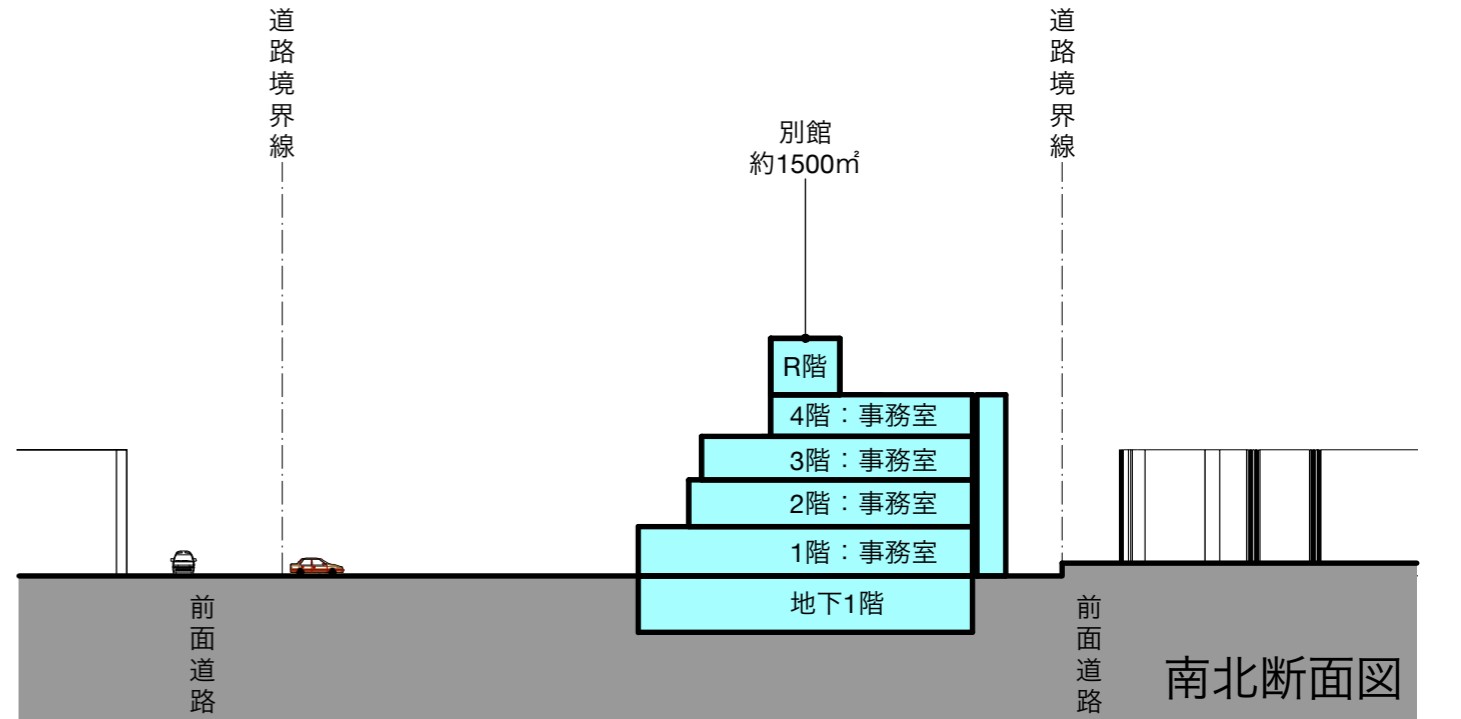 道路境界線
道路境界線
別館
約1500㎡
R階
4階：事務室
3階：事務室
2階：事務室
1階：事務室
地下1階
前面道路
前面道路
南北断面図